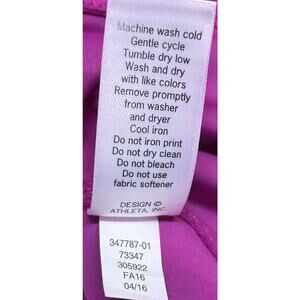 Machine wash cold
Gentle cycle
Tumble dry low
Wash and dry
with like colors
Remove promptly
from washer
and dryer
Cool iron
Do not iron print
Do not dry clean
Do not bleach
Do not use
fabric softener
DESIGN ©
ATHLETA, INC.
347787-01
73347
305922
FA16
04/16